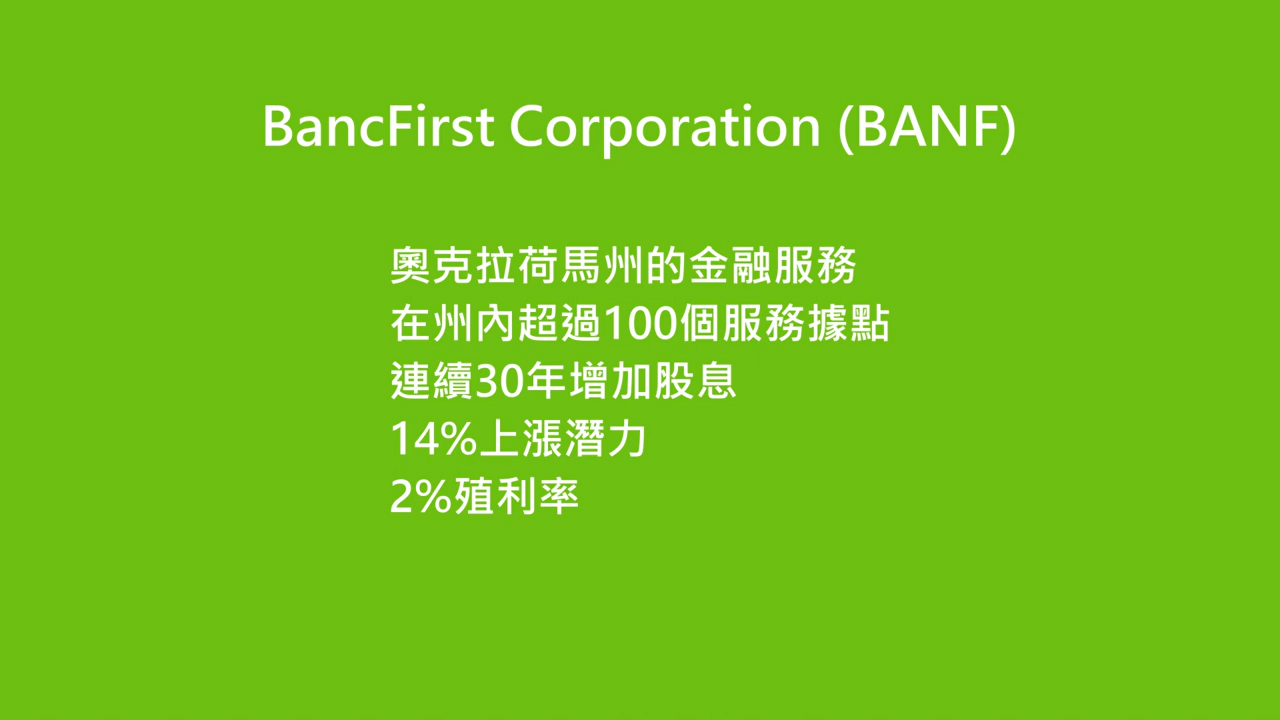 BancFirst Corporation (BANF)
奧克拉荷馬州的金融服務
在州內超過100個服務據點
連續30年增加股息
14%上漲潛力
2%殖利率